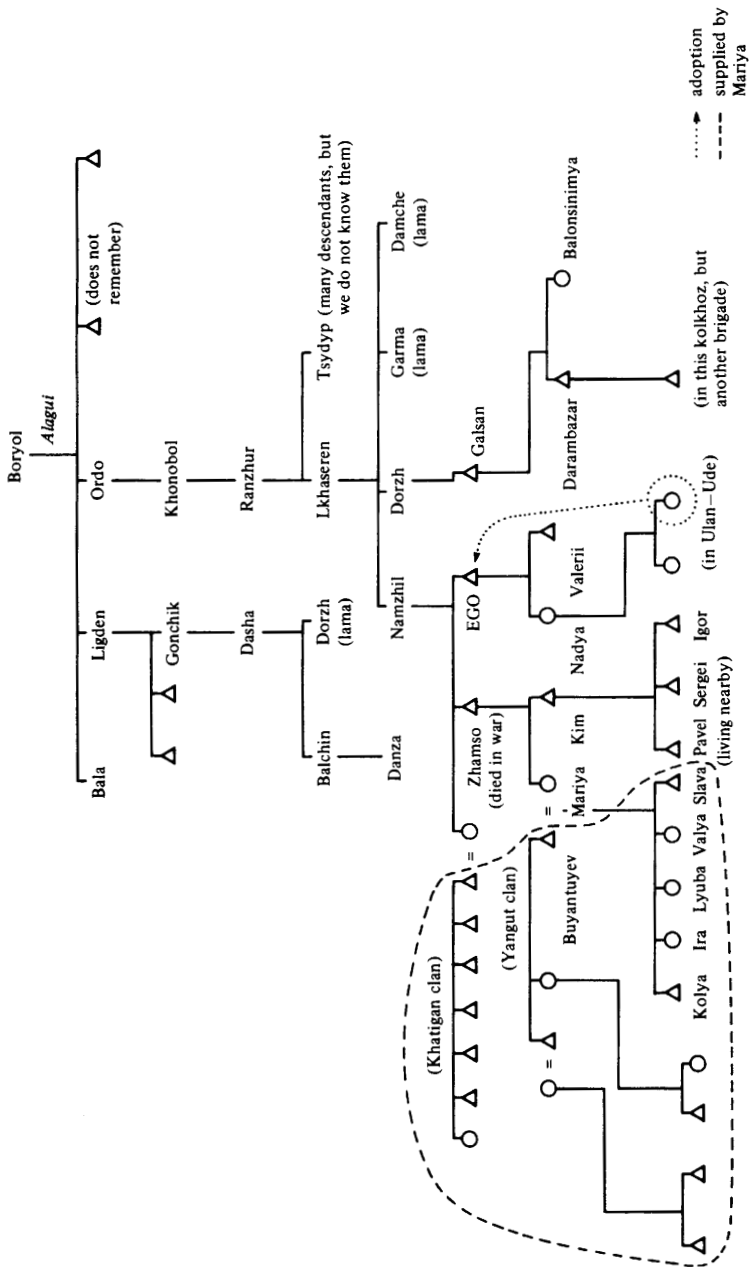 Boryol
Alagui
Bala
Ligden
Ordo
(does not
remember)
Gonchik
Khonobol
Dasha
Ranzhur
Balchin
Dorzh
(lama)
Lkhaseren
Tsydyp (many descendants, but
we do not know them)
Danza
Namzhil
Dorzh
Garma
(lama)
Damche
(lama)
(Khatigan clan)
=
Zhamso
(died in war)
EGO
Galsan
(Yangut clan)
=
Buyantuyev
=
Mariya
Kim
Nadya
Valerii
Darambazar
Balonsinimya
Kolya
Ira
Lyuba
Valya
Slava
Pavel
Sergei
Igor
(living nearby)
(in Ulan–Ude)
(in this kolkhoz, but
another brigade)
adoption
supplied by
Mariya